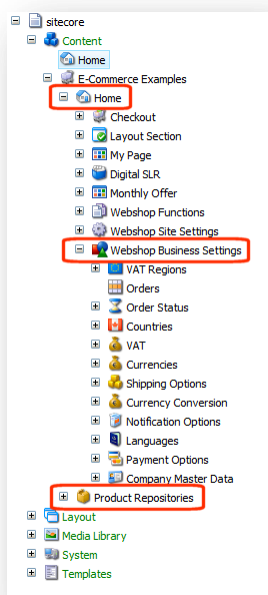 sitecore
Content
Home
E-Commerce Examples
Home
Checkout
Layout Section
My Page
Digital SLR
Monthly Offer
Webshop Functions
Webshop Site Settings
Webshop Business Settings
VAT Regions
Orders
Order Status
Countries
VAT
Currencies
Shipping Options
Currency Conversion
Notification Options
Languages
Payment Options
Company Master Data
Product Repositories
Layout
Media Library
System
Templates